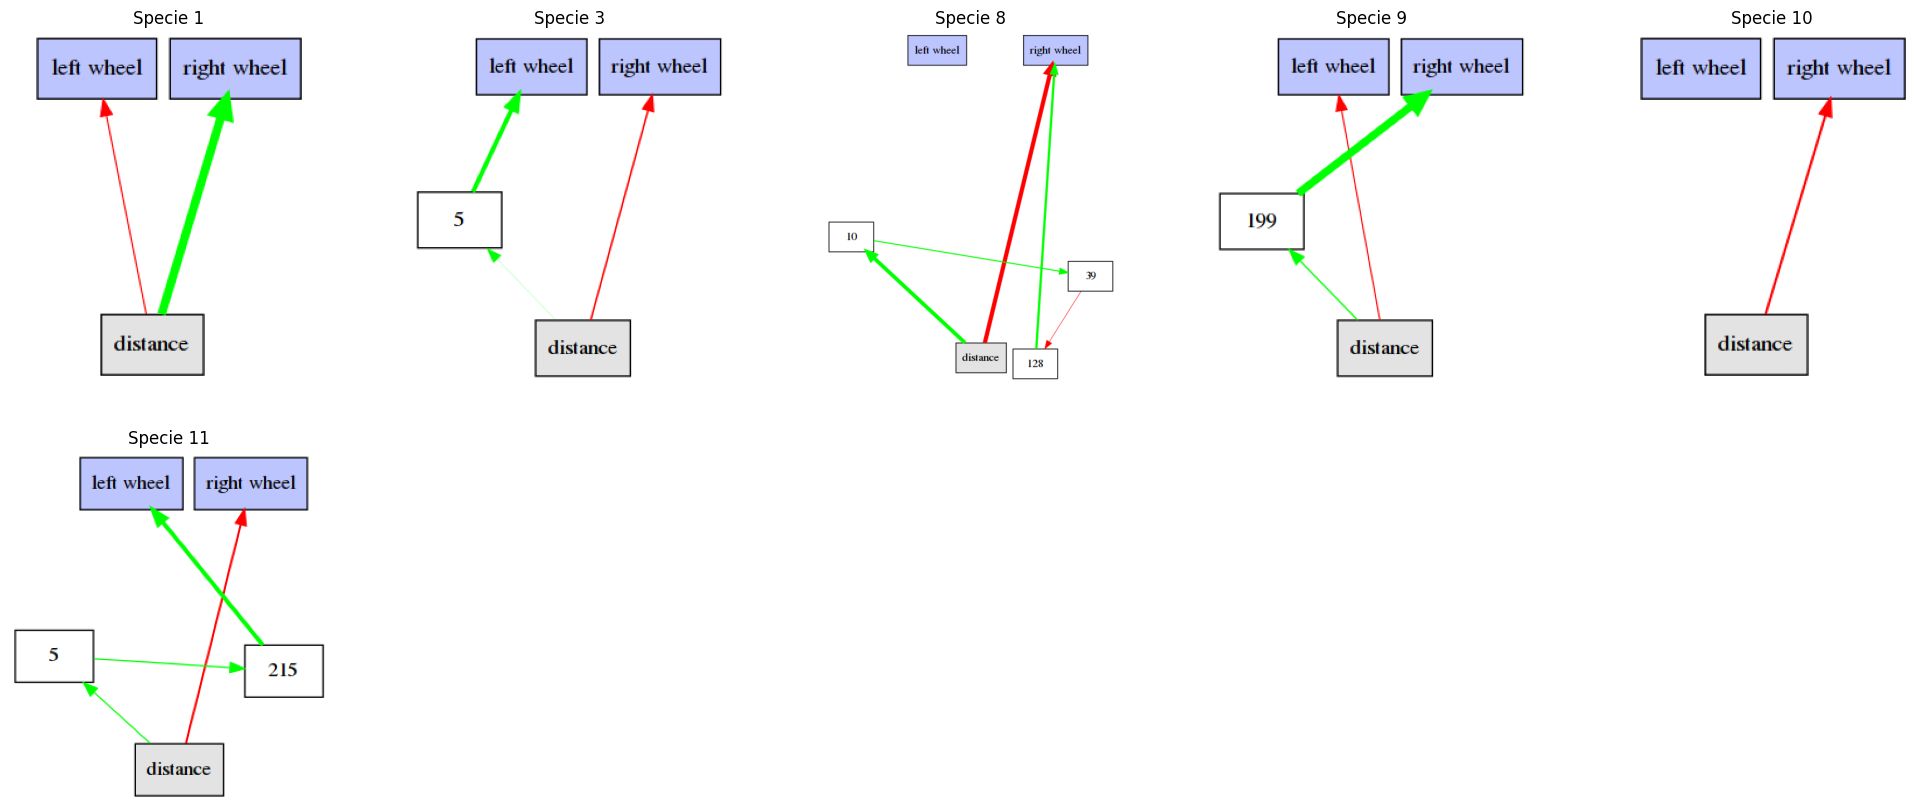 Specie 1
left wheel
right wheel
distance
Specie 3
left wheel
right wheel
5
distance
Specie 8
left wheel
right wheel
10
39
distance
128
Specie 9
left wheel
right wheel
199
distance
Specie 10
left wheel
right wheel
distance
Specie 11
left wheel
right wheel
5
215
distance